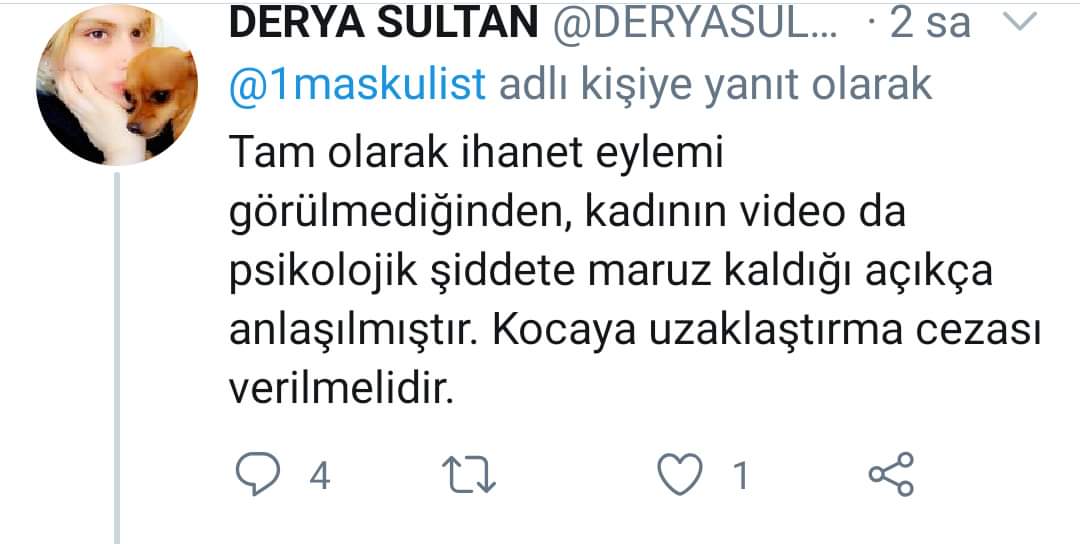 DERYA SULTAN @DERYASUL... · 2 sa
@1maskulist adlı kişiye yanıt olarak
Tam olarak ihanet eylemi
görülmediğinden, kadının video da
psikolojik şiddete maruz kaldığı açıkça
anlaşılmıştır. Kocaya uzaklaştırma cezası
verilmelidir.
4 1